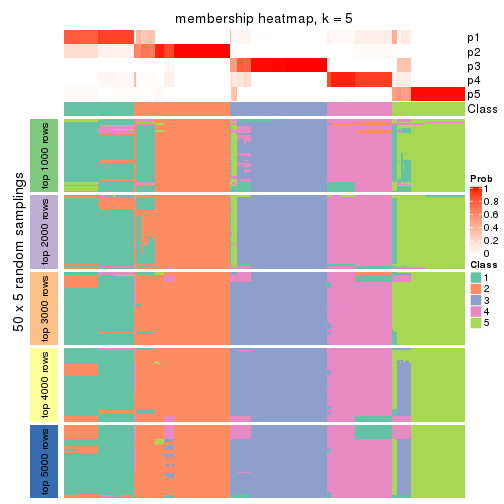 membership heatmap, k = 5
p1
p2
p3
p4
p5
Class
50 x 5 random samplings
top 1000 rows
top 2000 rows
top 3000 rows
top 4000 rows
top 5000 rows
Prob
1
0.8
0.6
0.4
0.2
0
Class
1
2
3
4
5